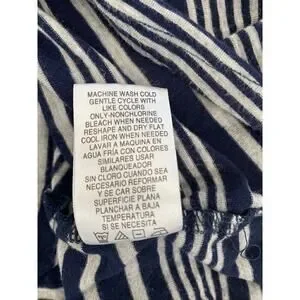 MACHINE WASH COLD
GENTLE CYCLE WITH
LIKE COLORS
ONLY-NONCHLORINE
BLEACH WHEN NEEDED
RESHAPE AND DRY FLAT
COOL IRON WHEN NEEDED
LAVAR A MAQUINA EN
AGUA FRÍA CON COLORES
SIMILARES USAR
BLANQUEADOR
SIN CLORO CUANDO SEA
NECESARIO REFORMAR
Y SE CAR SOBRE
SUPERFICIE PLANA
PLANCHAR A BAJA
TEMPERATURA
SI SE NECESITA